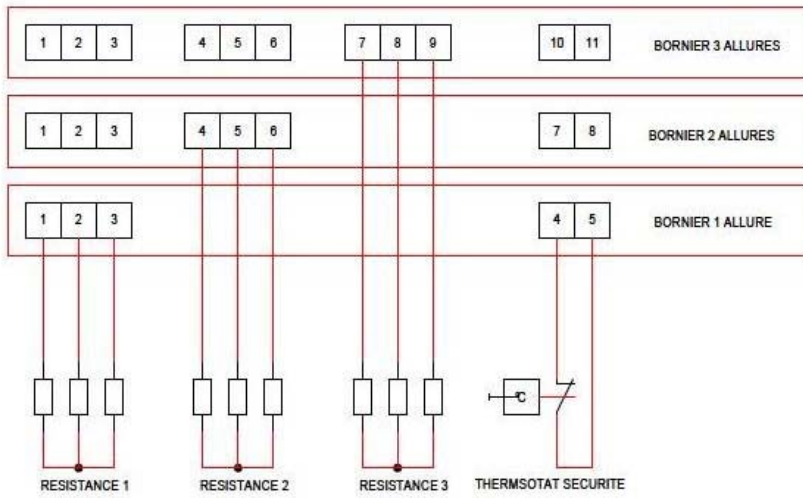 1 2 3 4 5 6 7 8 9 10 11 BORNIER 3 ALLURES
1 2 3 4 5 6 7 8 BORNIER 2 ALLURES
1 2 3 4 5 BORNIER 1 ALLURE
°C
RESISTANCE 1 RESISTANCE 2 RESISTANCE 3 THERMSOTAT SECURITE